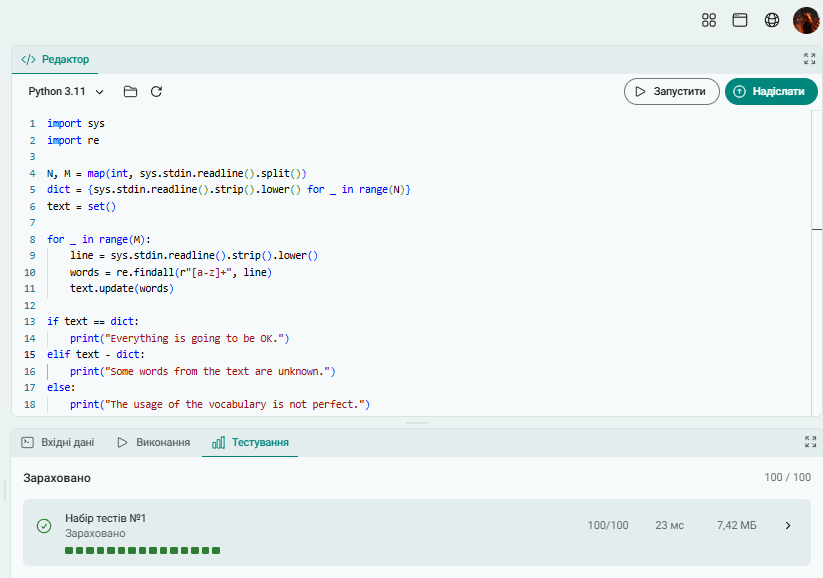 </> Редактор
Python 3.11
Запустити
Надіслати
1 import sys
2 import re
3
4 N, M = map(int, sys.stdin.readline().split())
5 dict = {sys.stdin.readline().strip().lower() for _ in range(N)}
6 text = set()
7
8 for _ in range(M):
9     line = sys.stdin.readline().strip().lower()
10     words = re.findall(r"[a-z]+", line)
11     text.update(words)
12
13 if text == dict:
14     print("Everything is going to be OK.")
15 elif text - dict:
16     print("Some words from the text are unknown.")
17 else:
18     print("The usage of the vocabulary is not perfect.")
Вхідні дані
Виконання
Тестування
Зараховано
100 / 100
Набір тестів №1
Зараховано
100/100
23 мс
7,42 МБ